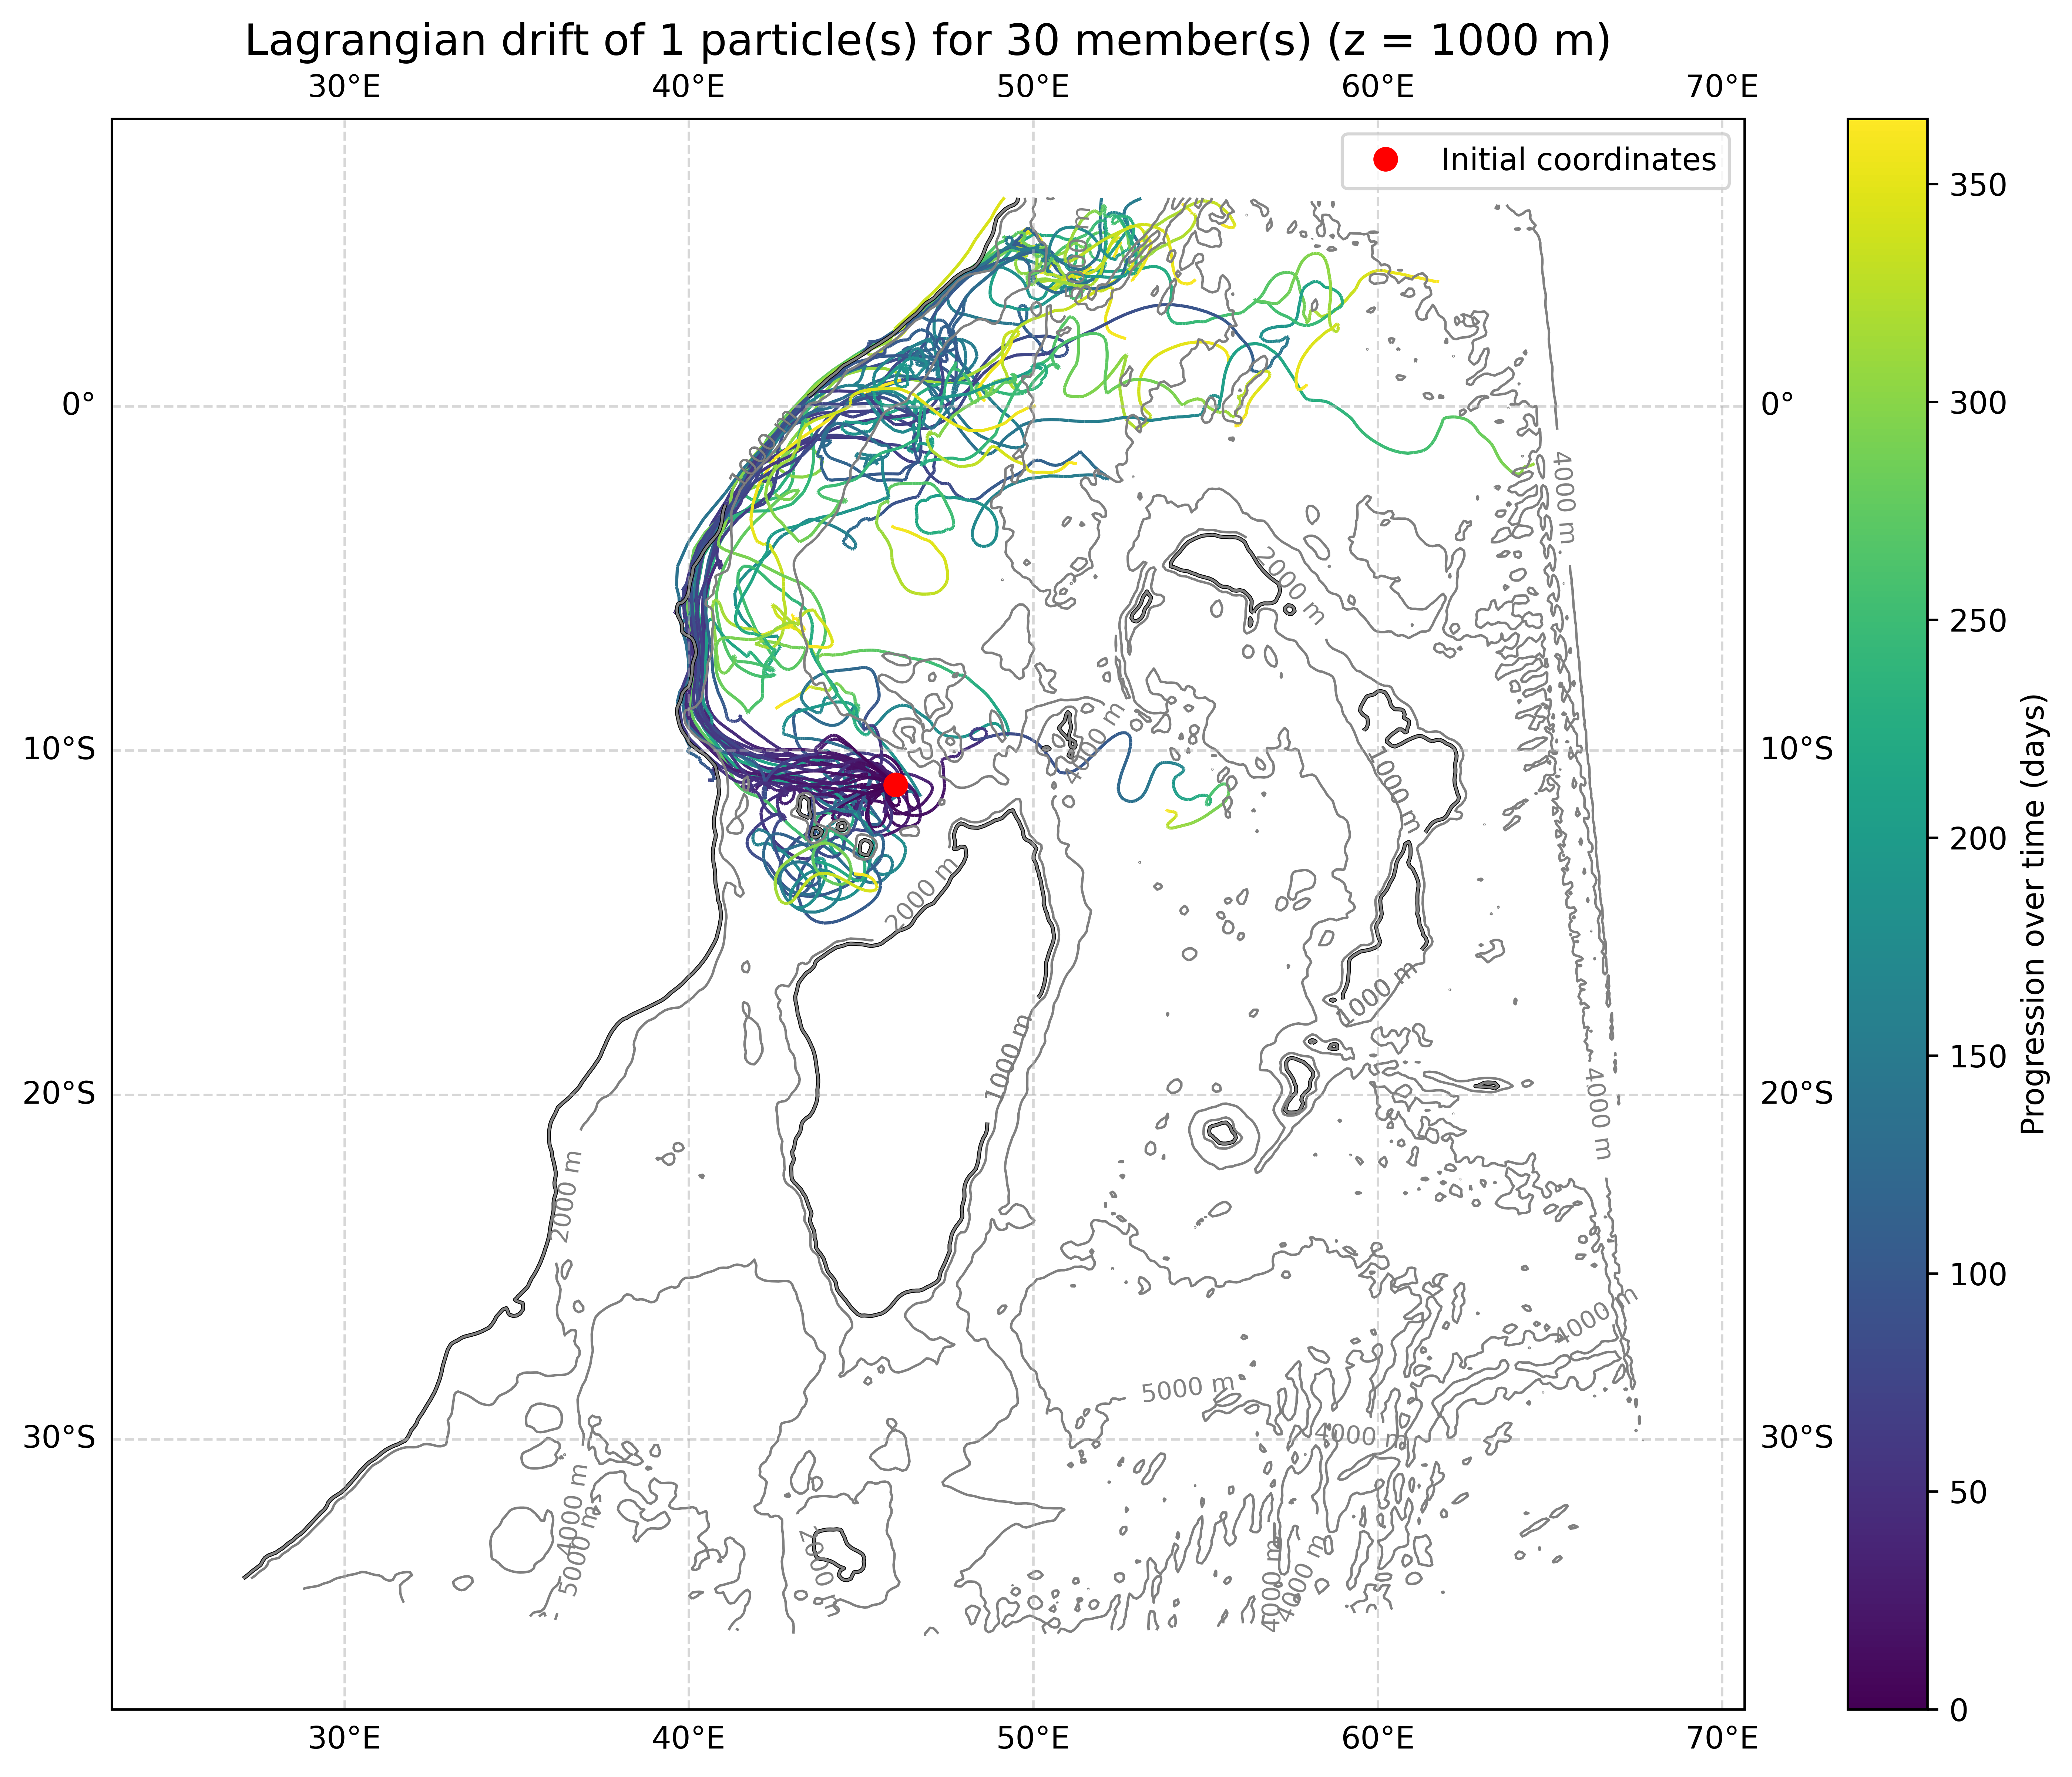 Lagrangian drift of 1 particle(s) for 30 member(s) (z = 1000 m)
30°E 40°E 50°E 60°E 70°E
Initial coordinates
0° 0°
10°S 10°S
20°S 20°S
30°S 30°S
4000 m
2000 m
4000 m
1000 m
2000 m
1000 m
1000 m
4000 m
2000 m
4000 m
5000 m
4000 m
4000 m
5000 m
4000 m
4000 m
30°E 40°E 50°E 60°E 70°E
350
300
250
200
150
100
50
0
Progression over time (days)